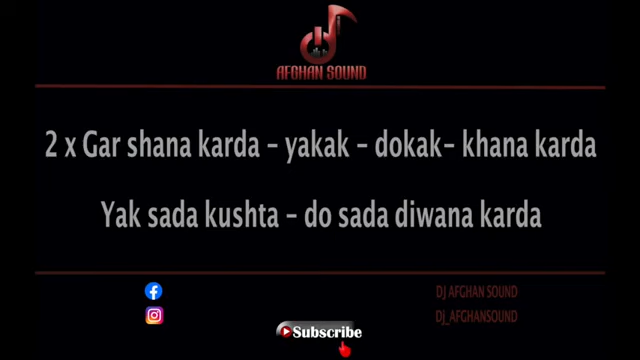 AFGHAN SOUND
2 x Gar shana karda – yakak – dokak– khana karda
Yak sada kushta – do sada diwana karda
DJ AFGHAN SOUND
Dj_AFGHANSOUND
Subscribe